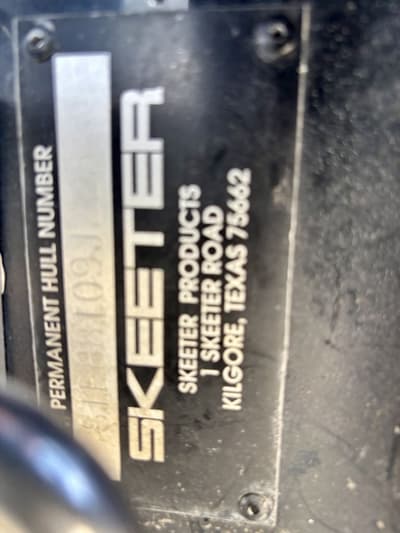 PERMANENT HULL NUMBER
SKEETER
SKEETER PRODUCTS
1 SKEETER ROAD
KILGORE, TEXAS 75662